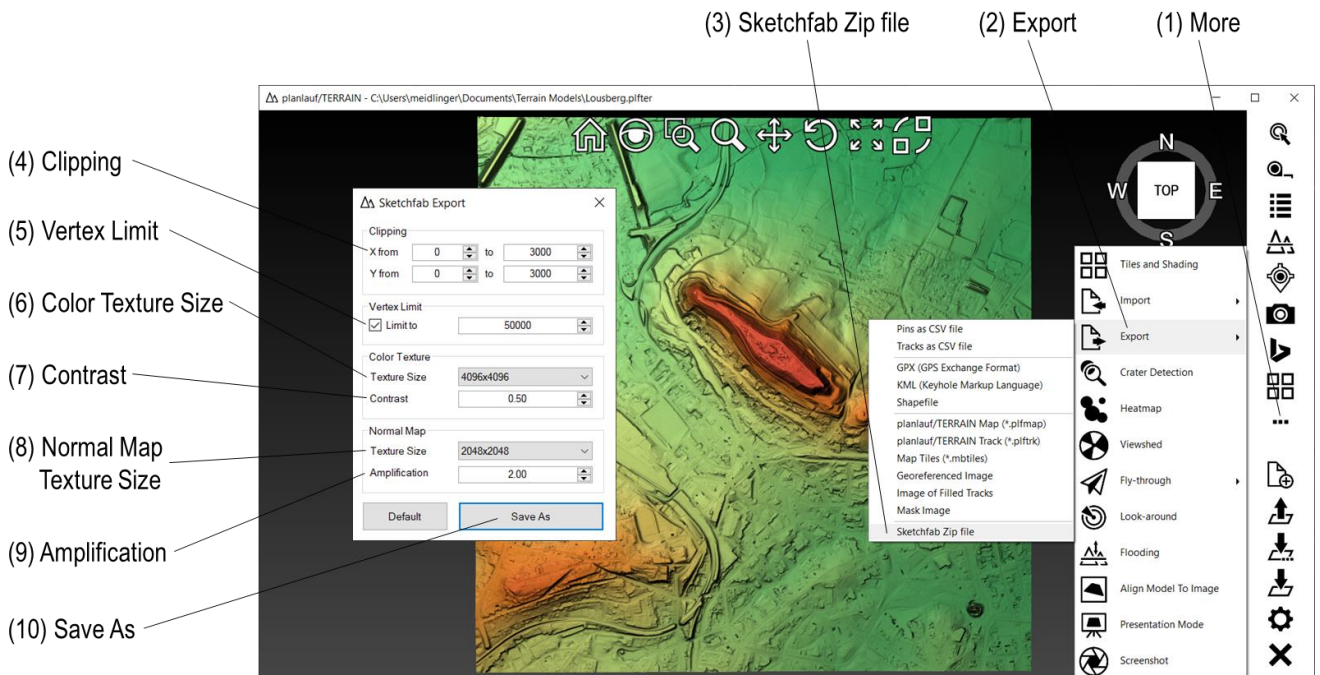 (3) Sketchfab Zip file
(2) Export
(1) More
planlauf/TERRAIN - C:\Users\meidlinger\Documents\Terrain Models\Lousberg.plfter
(4) Clipping
(5) Vertex Limit
(6) Color Texture Size
(7) Contrast
(8) Normal Map
Texture Size
(9) Amplification
(10) Save As
Sketchfab Export
Clipping
X from 0 to 3000
Y from 0 to 3000
Vertex Limit
Limit to 50000
Color Texture
Texture Size 4096x4096
Contrast 0.50
Normal Map
Texture Size 2048x2048
Amplification 2.00
Default Save As
N
W TOP E
S
Pins as CSV file
Tracks as CSV file
GPX (GPS Exchange Format)
KML (Keyhole Markup Language)
Shapefile
planlauf/TERRAIN Map (*.plfmap)
planlauf/TERRAIN Track (*.plftrk)
Map Tiles (*.mbtiles)
Georeferenced Image
Image of Filled Tracks
Mask Image
Sketchfab Zip file
Tiles and Shading
Import
Export
Crater Detection
Heatmap
Viewshed
Fly-through
Look-around
Flooding
Align Model To Image
Presentation Mode
Screenshot